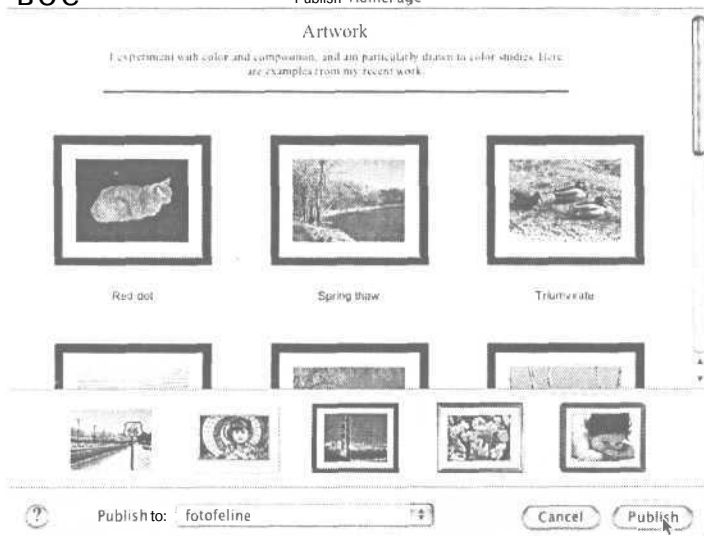 Publish HomePage
Artwork
I experiment with color and composition, and am particularly drawn to color studies. Here
are examples from my recent work.
Red dot
Spring thaw
Triumvirate
? Publish to: fotofeline Cancel Publish